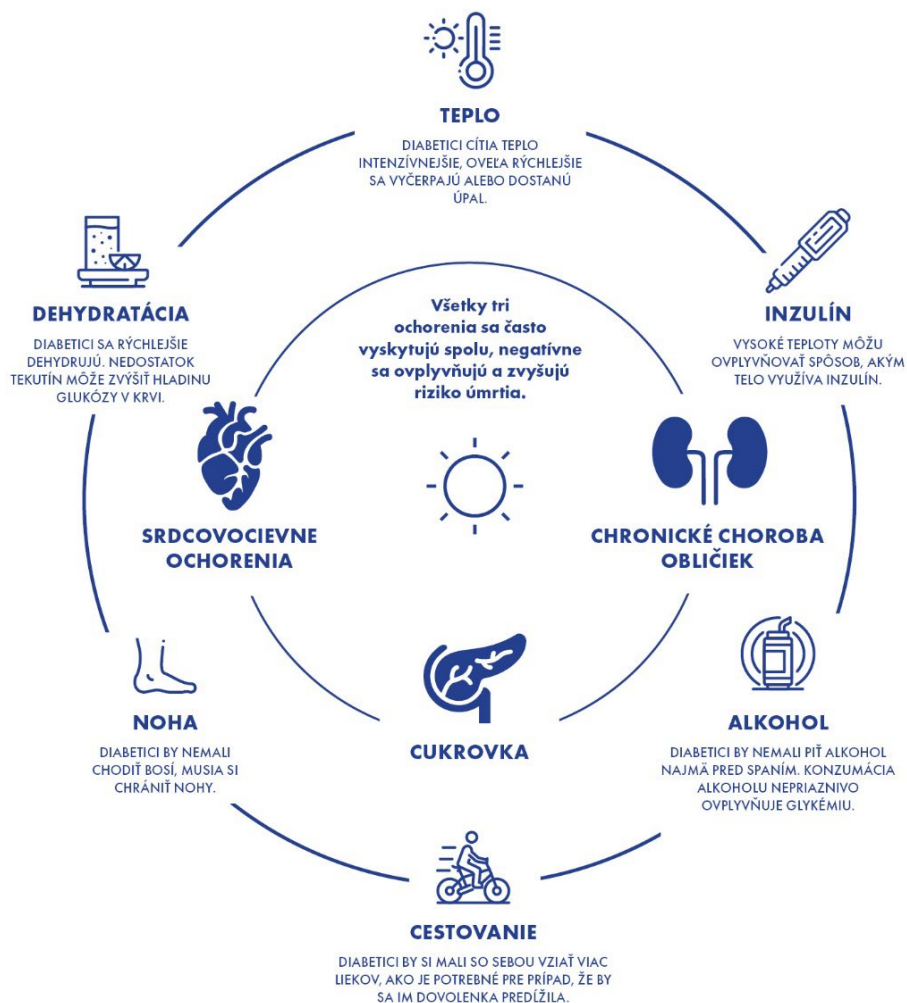 TEPLO
DIABETICI CÍTIA TEPLO
INTENZÍVNEJŠIE, OVEĽA RÝCHLEJŠIE
SA VYČERPAJÚ ALEBO DOSTANÚ
ÚPAL.
DEHYDRATÁCIA
DIABETICI SA RÝCHLEJŠIE
DEHYDRUJÚ. NEDOSTATOK
TEKUTÍN MÔŽE ZVÝŠIŤ HLADINU
GLUKÓZY V KRVI.
Všetky tri
ochorenia sa často
vyskytujú spolu, negatívne
sa ovplyvňujú a zvyšujú
riziko úmrtia.
INZULÍN
VYSOKÉ TEPLOTY MÔŽU
OVPLYVŇOVAŤ SPÔSOB, AKÝM
TELO VYUŽÍVA INZULÍN.
SRDCOVOCIEVNE
OCHORENIA
CHRONICKÉ CHOROBA
OBLIČIEK
NOHA
DIABETICI BY NEMALI
CHODIŤ BOSÍ, MUSIA SI
CHRÁNIŤ NOHY.
CUKROVKA
ALKOHOL
DIABETICI BY NEMALI PIŤ ALKOHOL
NAJMÄ PRED SPANÍM. KONZUMÁCIA
ALKOHOLU NEPRIAZNIVO
OVPLYVŇUJE GLYKÉMIU.
CESTOVANIE
DIABETICI BY SI MALI SO SEBOU VZIAŤ VIAC
LIEKOV, AKO JE POTREBNÉ PRE PRÍPAD, ŽE BY
SA IM DOVOLENKA PREDĹŽILA.